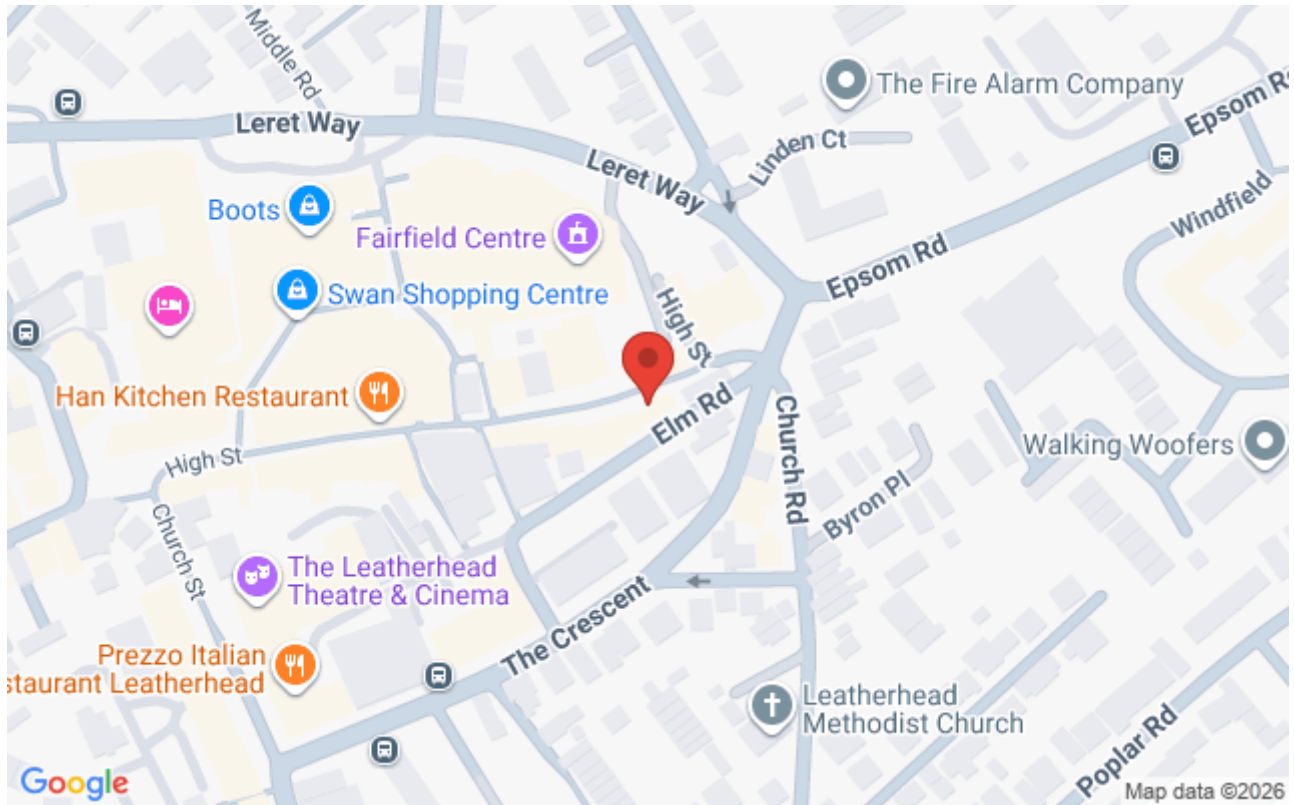 Middle Rd
Leret Way
The Fire Alarm Company
Epsom R
Leret Way
Linden Ct
Boots
Windfield
Fairfield Centre
Epsom Rd
Swan Shopping Centre
High St
Han Kitchen Restaurant
Elm Rd
Church Rd
Walking Woofers
High St
Byron Pl
Church St
The Leatherhead
Theatre & Cinema
The Crescent
Prezzo Italian
staurant Leatherhead
Leatherhead
Methodist Church
Poplar Rd
Google
Map data ©2026